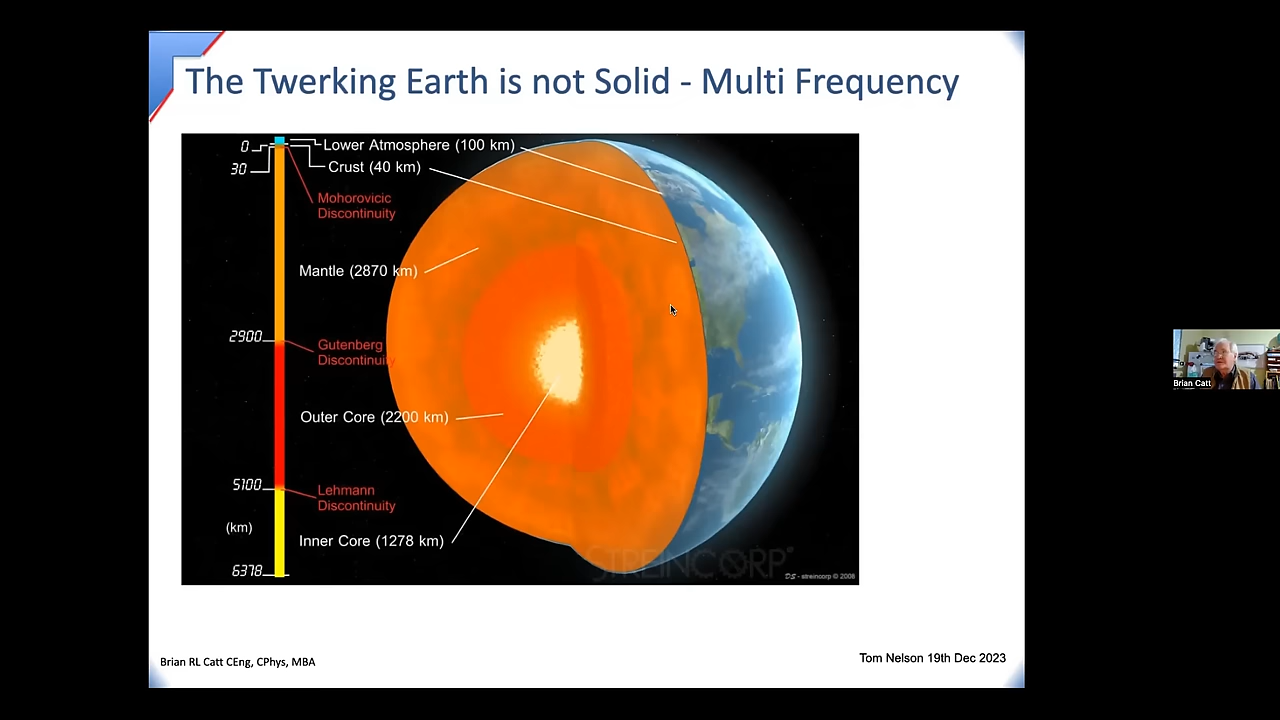 The Twerking Earth is not Solid - Multi Frequency
0
30
Lower Atmosphere (100 km)
Crust (40 km)
Mohorovicic
Discontinuity
Mantle (2870 km)
2900
Gutenberg
Discontinuity
Outer Core (2200 km)
5100
Lehmann
Discontinuity
(km)
Inner Core (1278 km)
6378
STREINCORP®
DS - streincorp © 2008
Brian RL Catt CEng, CPhys, MBA
Tom Nelson 19th Dec 2023
Brian Catt